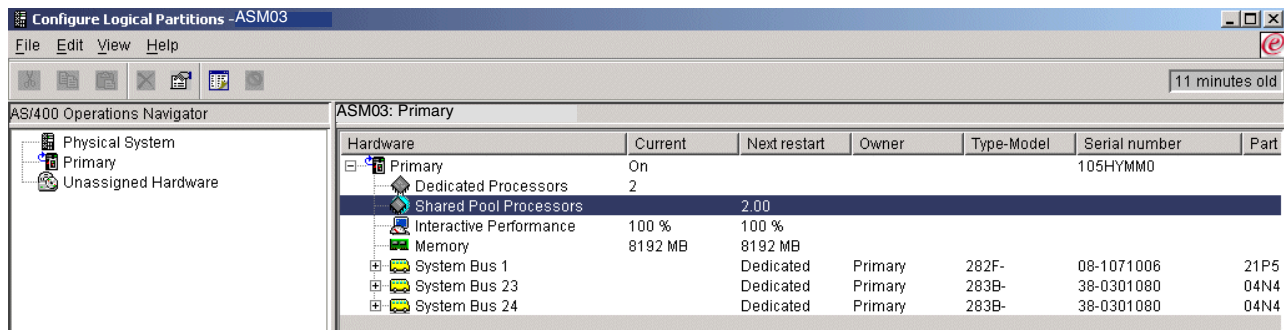 Configure Logical Partitions -ASM03
File Edit View Help
11 minutes old
AS/400 Operations Navigator
Physical System
Primary
Unassigned Hardware
ASM03: Primary
Hardware Current Next restart Owner Type-Model Serial number Part
Primary On 105HYMM0
Dedicated Processors 2
Shared Pool Processors 2.00
Interactive Performance 100 % 100 %
Memory 8192 MB 8192 MB
System Bus 1 Dedicated Primary 282F- 08-1071006 21P5
System Bus 23 Dedicated Primary 283B- 38-0301080 04N4
System Bus 24 Dedicated Primary 283B- 38-0301080 04N4